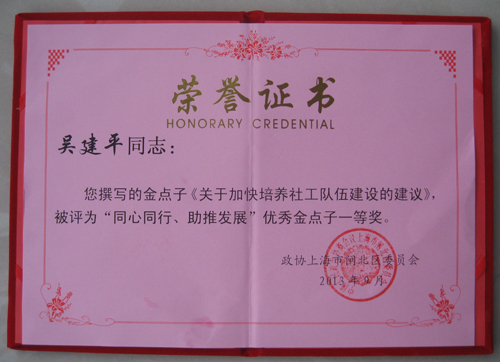 荣誉证书
HONORARY CREDENTIAL
吴建平同志：
您撰写的金点子《关于加快培养社工队伍建设的建议》，
被评为“同心同行、助推发展”优秀金点子一等奖。
政协上海市闸北区委员会
2013年9月